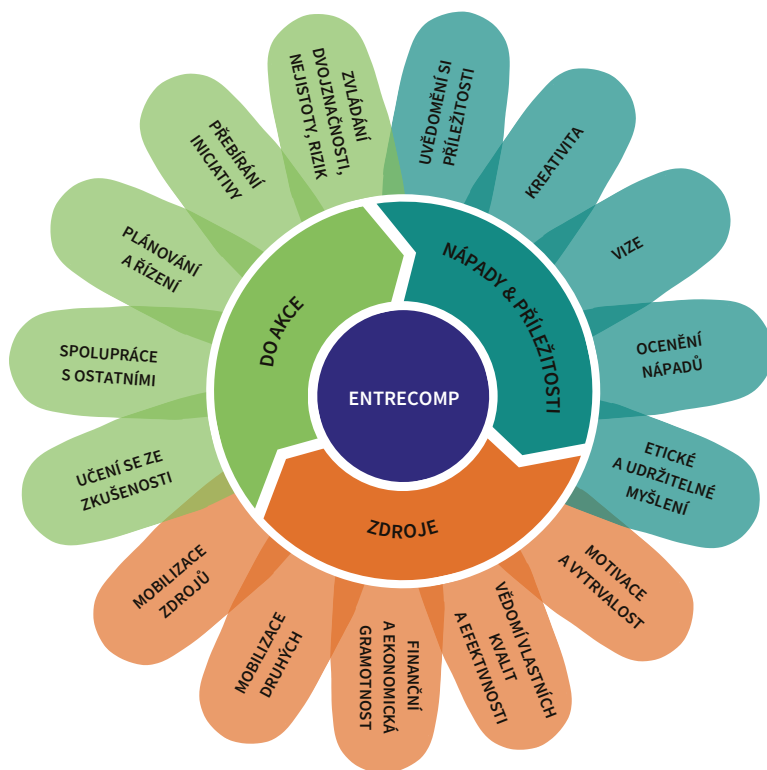 ENTRECOMP
NÁPADY & PŘÍLEŽITOSTI
UVĚDOMĚNÍ SI
PŘÍLEŽITOSTI
KREATIVITA
VIZE
OCENĚNÍ
NÁPADŮ
ETICKÉ
A UDRŽITELNÉ
MYŠLENÍ
ZDROJE
MOTIVACE
A VYTRVALOST
VĚDOMÍ VLASTNÍCH
KVALIT
A EFEKTIVNOSTI
FINANČNÍ
A EKONOMICKÁ
GRAMOTNOST
MOBILIZACE
DRUHÝCH
MOBILIZACE
ZDROJŮ
DO AKCE
UČENÍ SE ZE
ZKUŠENOSTI
SPOLUPRÁCE
S OSTATNÍMI
PLÁNOVÁNÍ
A ŘÍZENÍ
PŘEBÍRÁNÍ
INICIATIVY
ZVLÁDÁNÍ
DVOJZNAČNOSTI,
NEJISTOTY, RIZIK